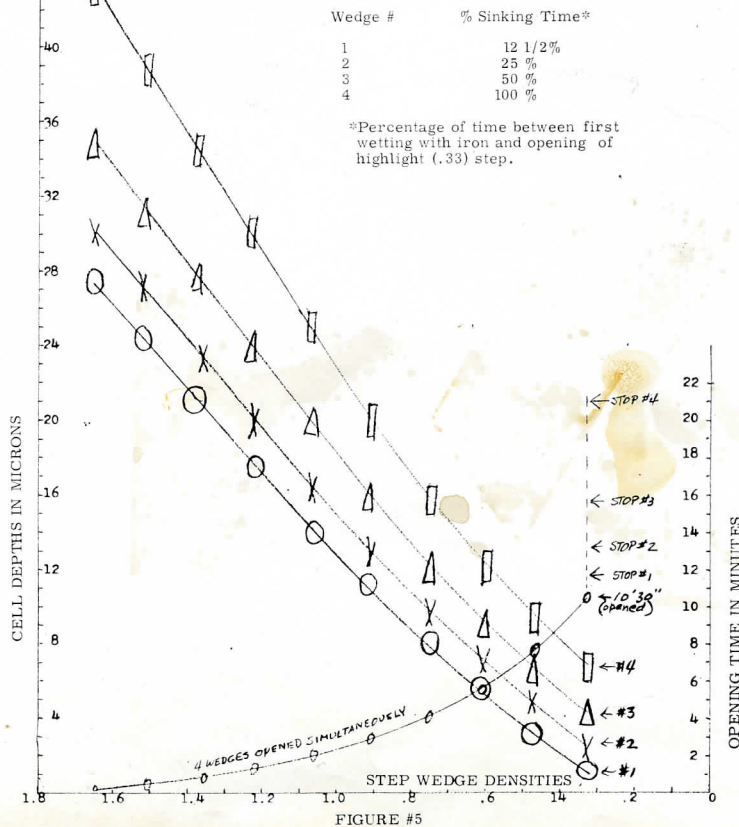 Wedge # % Sinking Time*
1 12 1/2%
2 25 %
3 50 %
4 100 %
*Percentage of time between first
wetting with iron and opening of
highlight (.33) step.
40
36
32
28
24
20
16
12
8
4
CELL DEPTHS IN MICRONS
22
20
18
16
14
12
10
8
6
4
2
OPENING TIME IN MINUTES
← STOP #4
← STOP #3
← STOP #2
← STOP #1
← 10'30"
(opened)
← #4
← #3
← #2
← #1
4 WEDGES OPENED SIMULTANEOUSLY
STEP WEDGE DENSITIES
1.8 1.6 1.4 1.2 1.0 .8 .6 .4 .2 0
FIGURE #5